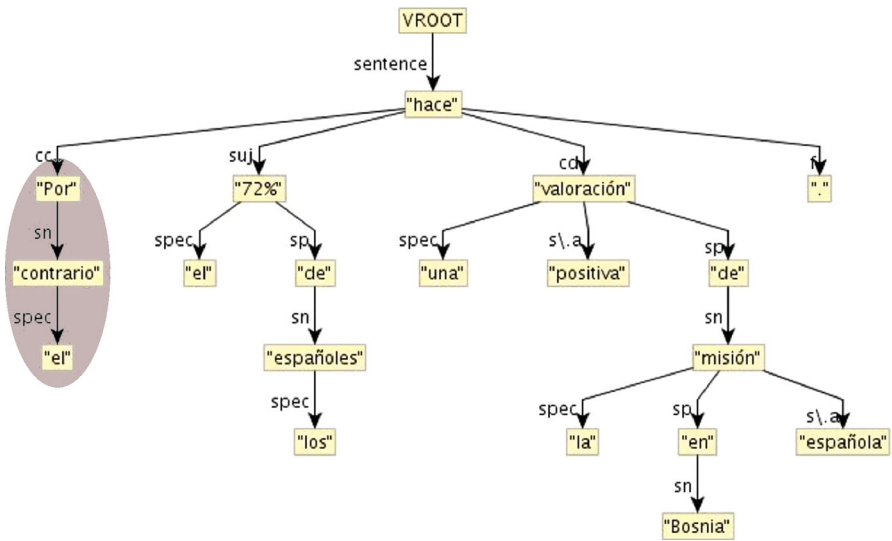 VROOT
sentence
"hace"
cc suj cd f
"Por" "72%" "valoración" "."
sn spec sp spec s\.a sp
"contrario" "el" "de" "una" "positiva" "de"
spec sn sn
"el" "españoles" "misión"
spec spec sp s\.a
"los" "la" "en" "española"
sn
"Bosnia"